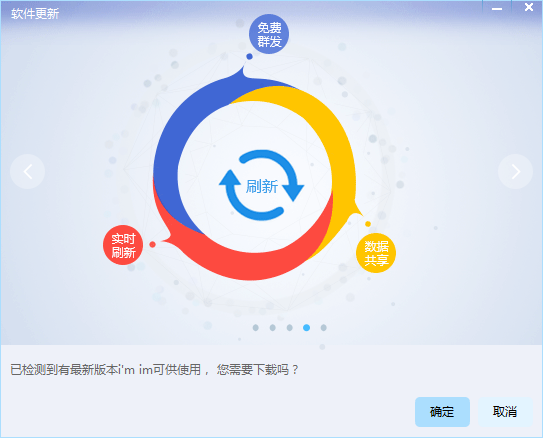 软件更新
免费
群发
刷新
实时
刷新
数据
共享
已检测到有最新版本i'm im可供使用， 您需要下载吗？
确定
取消